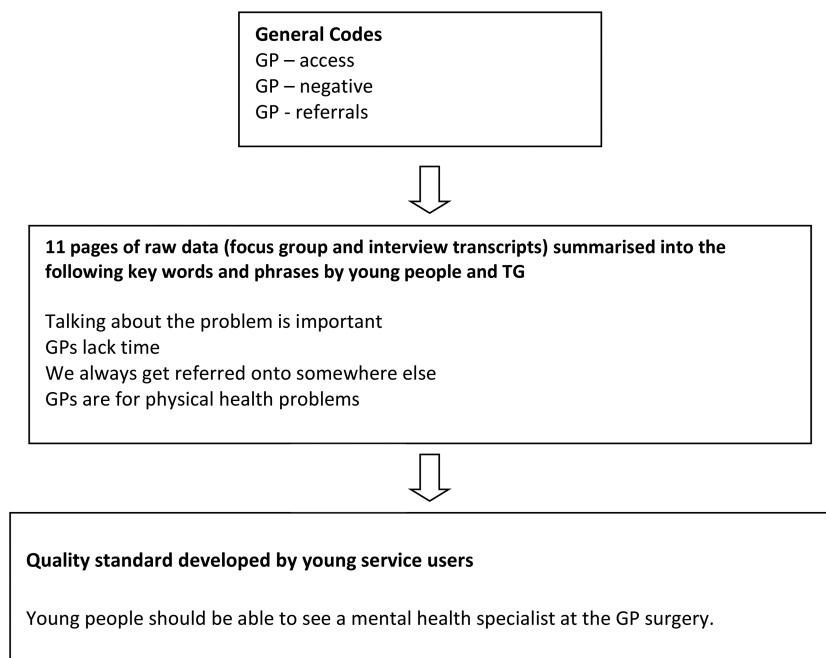 General Codes
GP – access
GP – negative
GP - referrals
11 pages of raw data (focus group and interview transcripts) summarised into the
following key words and phrases by young people and TG
Talking about the problem is important
GPs lack time
We always get referred onto somewhere else
GPs are for physical health problems
Quality standard developed by young service users
Young people should be able to see a mental health specialist at the GP surgery.